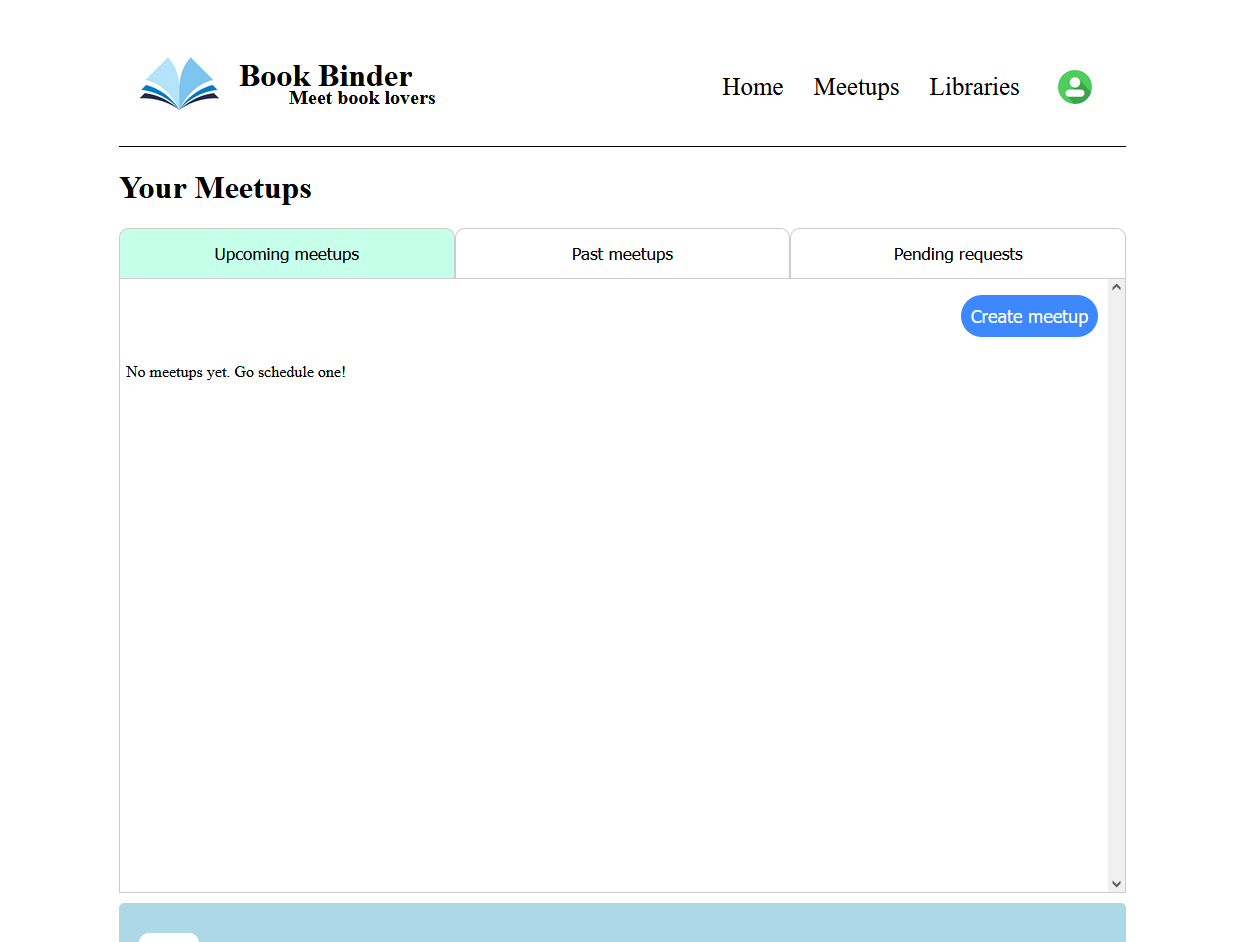 Book Binder
Meet book lovers
Home Meetups Libraries
Your Meetups
Upcoming meetups Past meetups Pending requests
Create meetup
No meetups yet. Go schedule one!